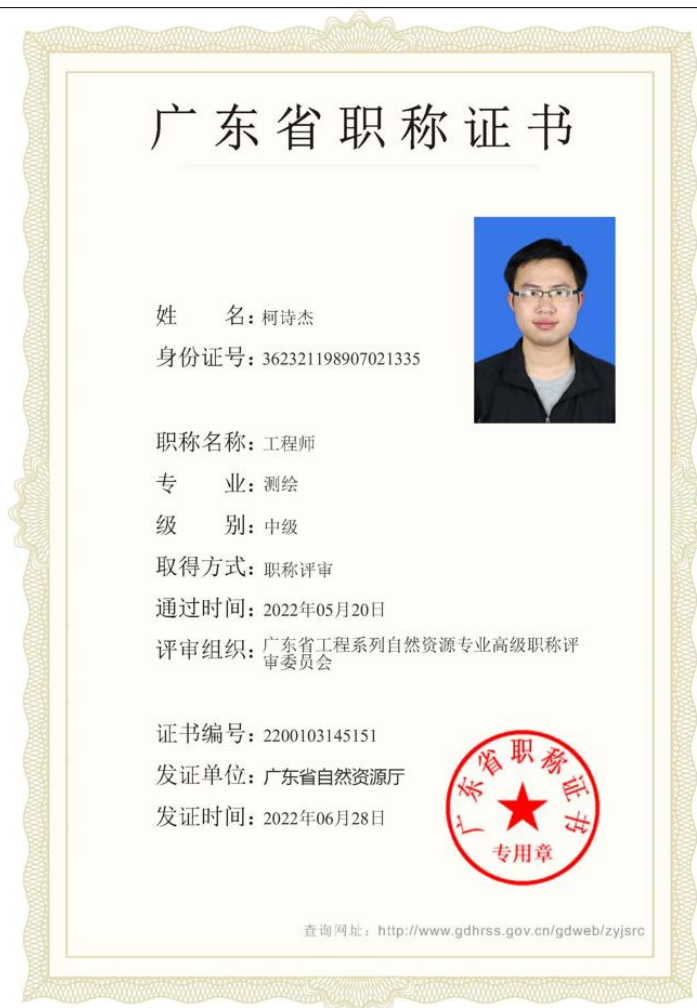 广东省职称证书
姓 名：柯诗杰
身份证号：362321198907021335
职称名称：工程师
专 业：测绘
级 别：中级
取得方式：职称评审
通过时间：2022年05月20日
评审组织：广东省工程系列自然资源专业高级职称评
审委员会
证书编号：2200103145151
发证单位：广东省自然资源厅
发证时间：2022年06月28日
广东省职称证书
专用章
查询网址：http://www.gdhrss.gov.cn/gdweb/zyjsrc